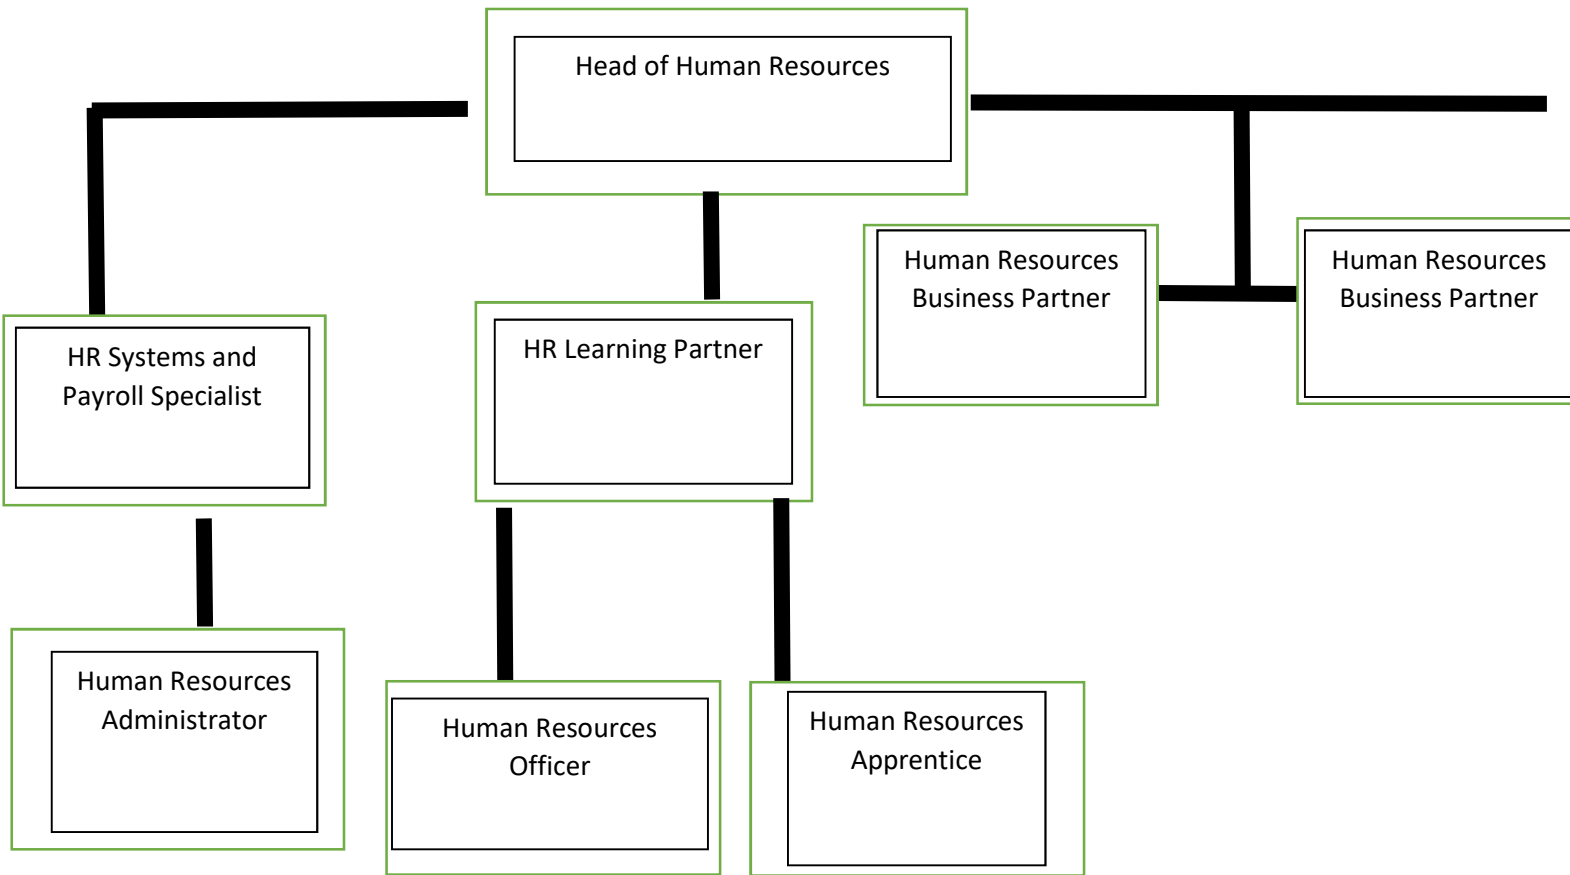 Head of Human Resources
Human Resources
Business Partner
Human Resources
Business Partner
HR Systems and
Payroll Specialist
HR Learning Partner
Human Resources
Administrator
Human Resources
Officer
Human Resources
Apprentice